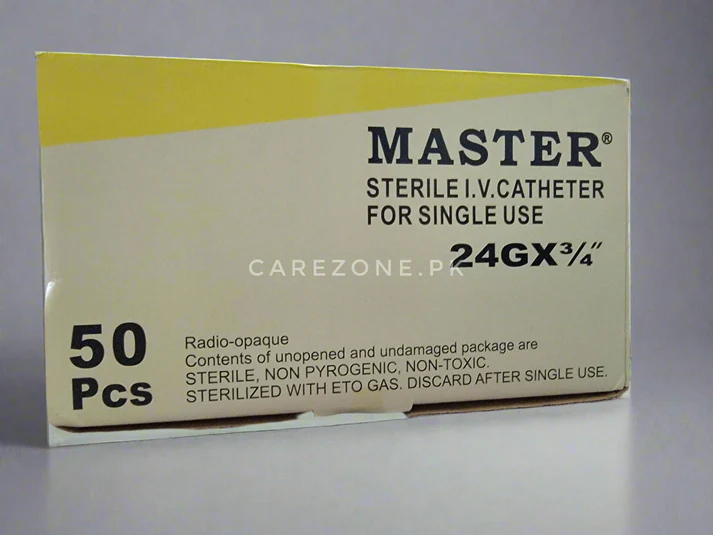 MASTER®
STERILE I.V.CATHETER
FOR SINGLE USE
24GX¾"
CAREZONE.PK
50
Pcs
Radio-opaque
Contents of unopened and undamaged package are
STERILE, NON PYROGENIC, NON-TOXIC.
STERILIZED WITH ETO GAS. DISCARD AFTER SINGLE USE.